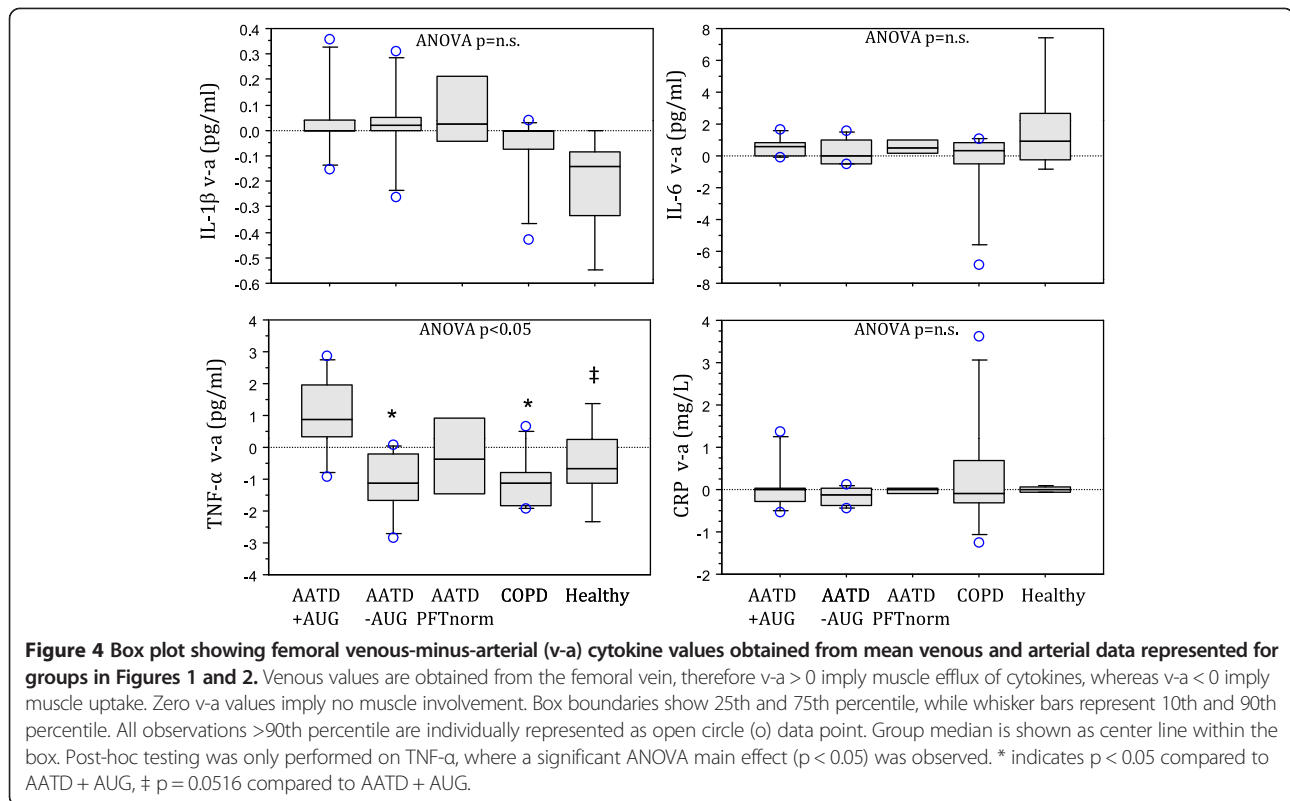 0.4
0.3
0.2
0.1
0.0
-0.1
-0.2
-0.3
-0.4
-0.5
-0.6
IL-1β v-a (pg/ml)
ANOVA p=n.s.
8
6
4
2
0
-2
-4
-6
-8
IL-6 v-a (pg/ml)
ANOVA p=n.s.
4
3
2
1
0
-1
-2
-3
-4
TNF-α v-a (pg/ml)
ANOVA p<0.05
*
*
‡
AATD +AUG
AATD -AUG
AATD PFTnorm
COPD
Healthy
4
3
2
1
0
-1
-2
CRP v-a (mg/L)
ANOVA p=n.s.
AATD +AUG
AATD -AUG
AATD PFTnorm
COPD
Healthy
Figure 4 Box plot showing femoral venous-minus-arterial (v-a) cytokine values obtained from mean venous and arterial data represented for
groups in Figures 1 and 2. Venous values are obtained from the femoral vein, therefore v-a > 0 imply muscle efflux of cytokines, whereas v-a < 0 imply
muscle uptake. Zero v-a values imply no muscle involvement. Box boundaries show 25th and 75th percentile, while whisker bars represent 10th and 90th
percentile. All observations >90th percentile are individually represented as open circle (o) data point. Group median is shown as center line within the
box. Post-hoc testing was only performed on TNF-α, where a significant ANOVA main effect (p < 0.05) was observed. * indicates p < 0.05 compared to
AATD + AUG, ‡ p = 0.0516 compared to AATD + AUG.